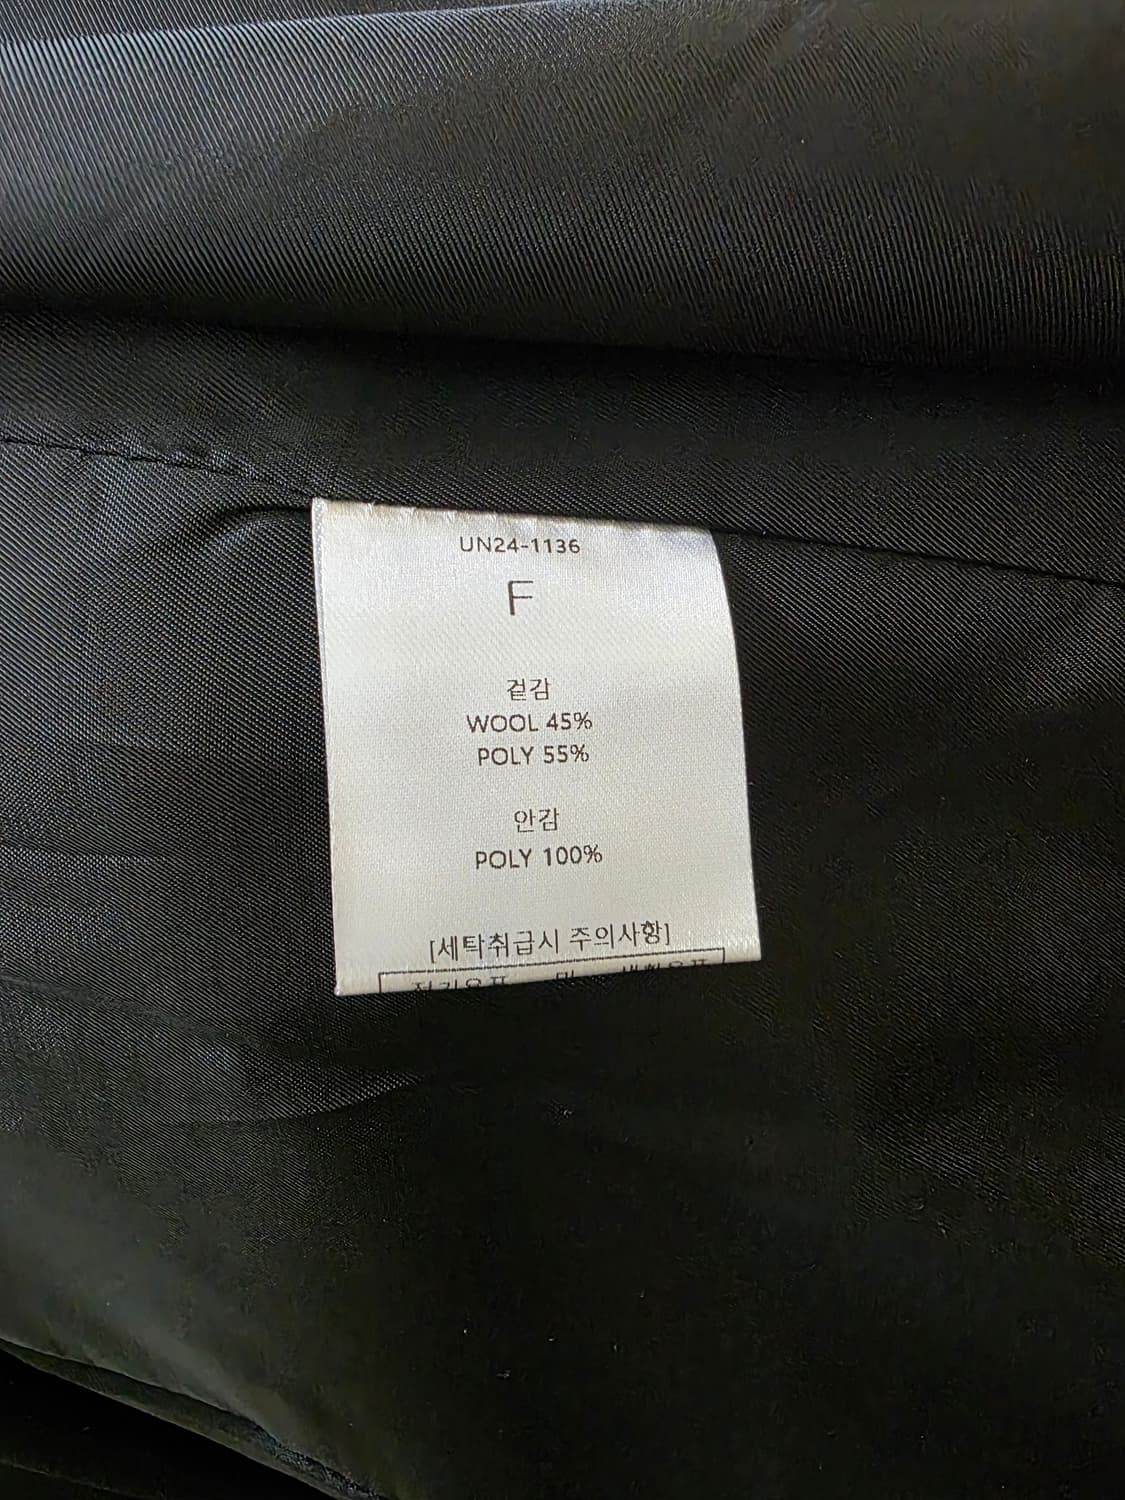 UN24-1136
F
겉감
WOOL 45%
POLY 55%
안감
POLY 100%
[세탁취급시 주의사항]